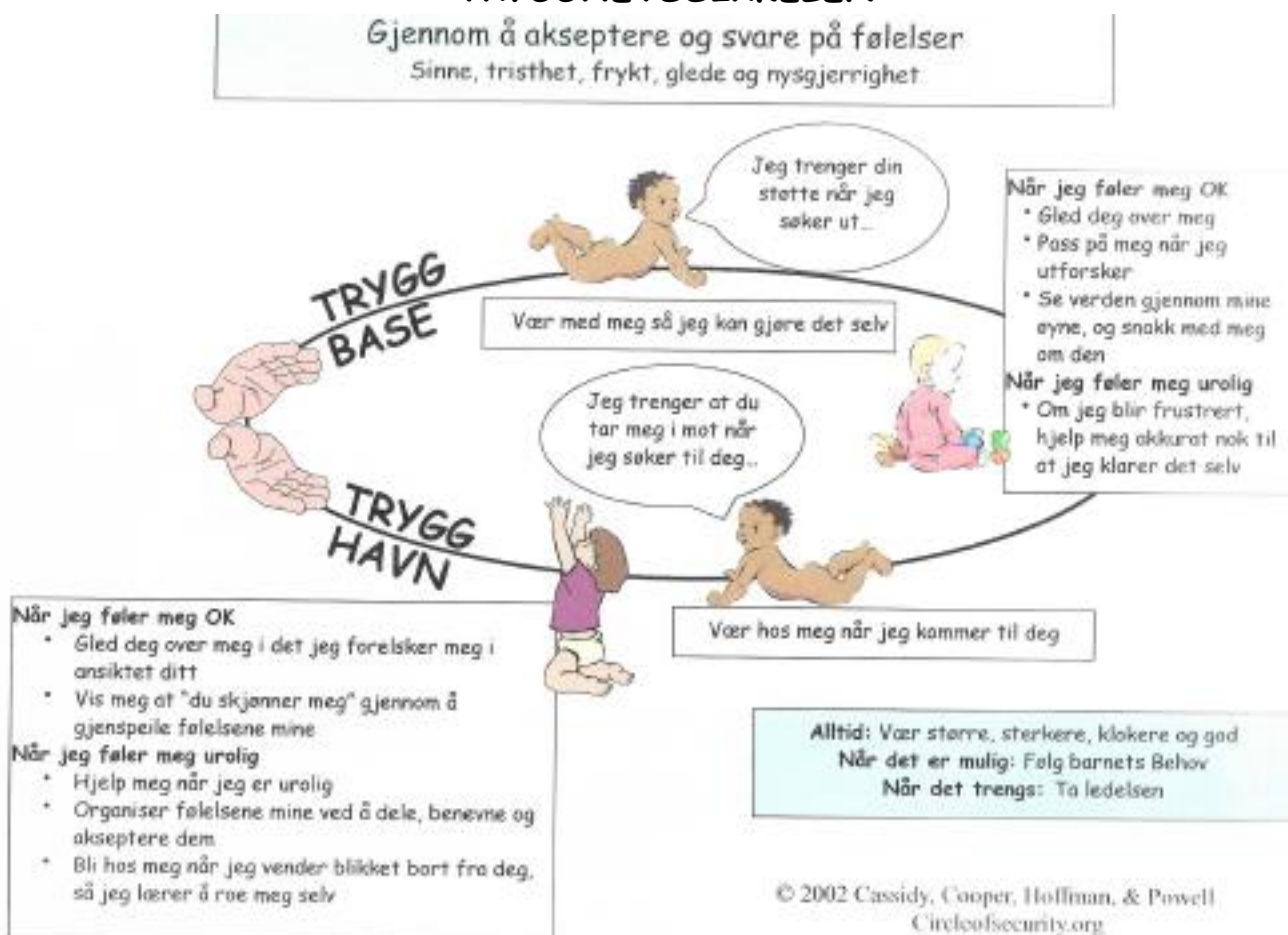 Gjennom å akseptere og svare på følelser
Sinne, tristhet, frykt, glede og nysgjerrighet
Jeg trenger din
støtte når jeg
søker ut...
Når jeg føler meg OK
* Gled deg over meg
* Pass på meg når jeg
utforsker
* Se verden gjennom mine
øyne, og snakk med meg
om den
Når jeg føler meg urolig
* Om jeg blir frustrert,
hjelp meg akkurat nok til
at jeg klarer det selv
TRYGG
BASE
Vær med meg så jeg kan gjøre det selv
Jeg trenger at du
tar meg i mot når
jeg søker til deg...
TRYGG
HAVN
Vær hos meg når jeg kommer til deg
Når jeg føler meg OK
* Gled deg over meg i det jeg forelsker meg i
ansiktet ditt
* Vis meg at "du skjønner meg" gjennom å
gjenspeile følelsene mine
Når jeg føler meg urolig
* Hjelp meg når jeg er urolig
* Organiser følelsene mine ved å dele, benevne og
akseptere dem
* Bli hos meg når jeg vender blikket bort fra deg,
så jeg lærer å roe meg selv
Alltid: Vær større, sterkere, klokere og god
Når det er mulig: Følg barnets Behov
Når det trengs: Ta ledelsen
© 2002 Cassidy, Cooper, Hoffman, & Powell
Circleofsecurity.org